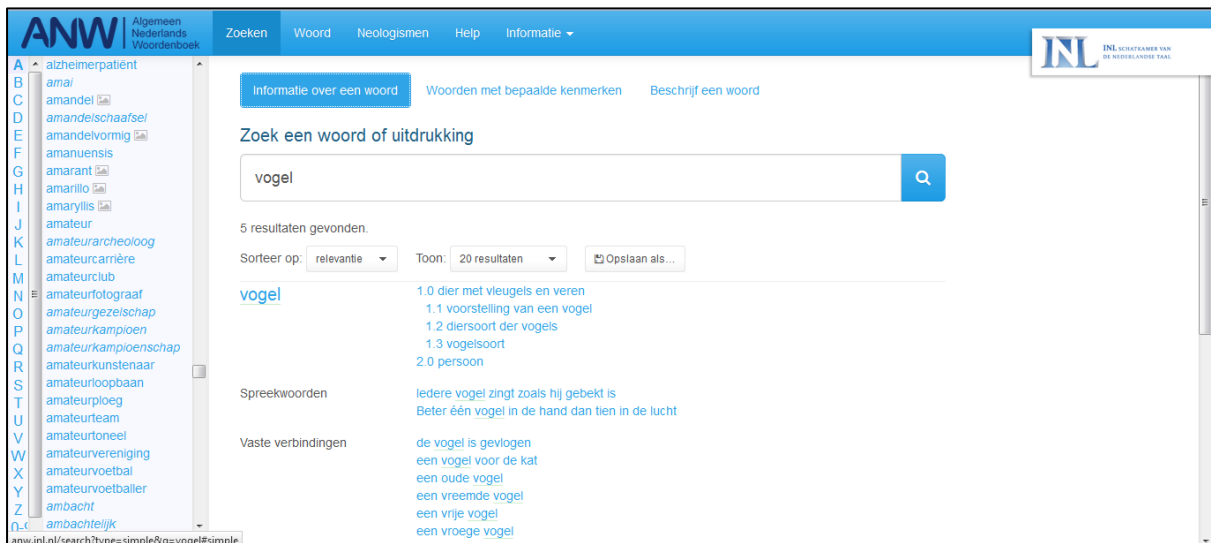 ANW Algemeen
Nederlands
Woordenboek
Zoeken Woord Neologismen Help Informatie
INL SCHATKAMER VAN
DE NEDERLANDSE TAAL
A
B
C
D
E
F
G
H
I
J
K
L
M
N
O
P
Q
R
S
T
U
V
W
X
Y
Z
0-9
alzheimerpatiënt
amai
amandel
amandelschaafsel
amandelvormig
amanuensis
amarant
amarillo
amaryllis
amateur
amateurarcheoloog
amateurcarrière
amateurclub
amateurfotograaf
amateurgezelschap
amateurkampioen
amateurkampioenschap
amateurkunstenaar
amateurloopbaan
amateurploeg
amateurteam
amateurtoneel
amateurvereniging
amateurvoetbal
amateurvoetballer
ambacht
ambachtelijk
Informatie over een woord Woorden met bepaalde kenmerken Beschrijf een woord
Zoek een woord of uitdrukking
vogel
5 resultaten gevonden.
Sorteer op: relevantie Toon: 20 resultaten Opslaan als...
vogel 1.0 dier met vleugels en veren
1.1 voorstelling van een vogel
1.2 diersoort der vogels
1.3 vogelsoort
2.0 persoon
Spreekwoorden Iedere vogel zingt zoals hij gebekt is
Beter één vogel in de hand dan tien in de lucht
Vaste verbindingen de vogel is gevlogen
een vogel voor de kat
een oude vogel
een vreemde vogel
een vrije vogel
een vroege vogel
anw.inl.nl/search?type=simple&q=vogel#simple